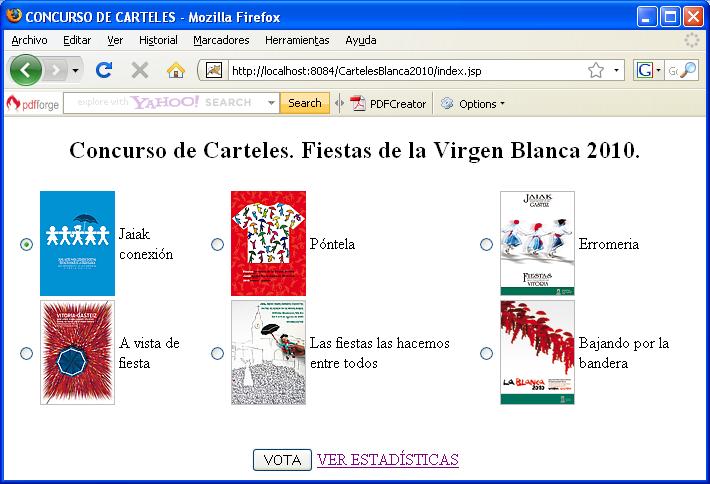 CONCURSO DE CARTELES - Mozilla Firefox
Archivo Editar Ver Historial Marcadores Herramientas Ayuda
http://localhost:8084/CartelesBlanca2010/index.jsp
G Go
pdfforge explore with YAHOO! SEARCH Search PDFCreator Options
Concurso de Carteles. Fiestas de la Virgen Blanca 2010.
Jaiak
conexión
Póntela
JAIAK
GASTEIZ
FIESTAS
VITORIA
Erromeria
VITORIA-GASTEIZ
A vista de
fiesta
Las fiestas las hacemos
entre todos
LA BLANCA
2010
Bajando por la
bandera
VOTA VER ESTADÍSTICAS